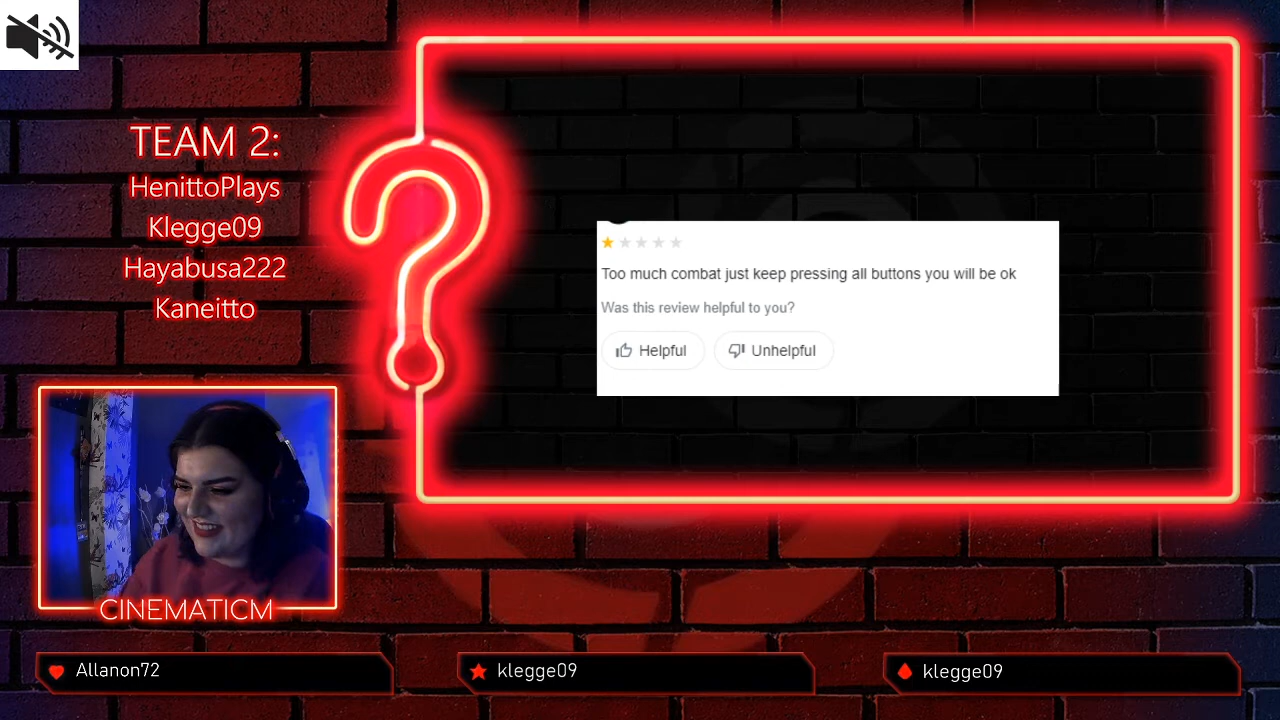 TEAM 2:
HenittoPlays
Klegge09
Hayabusa222
Kaneitto
Too much combat just keep pressing all buttons you will be ok
Was this review helpful to you?
Helpful
Unhelpful
CINEMATICM
Allanon72
klegge09
klegge09